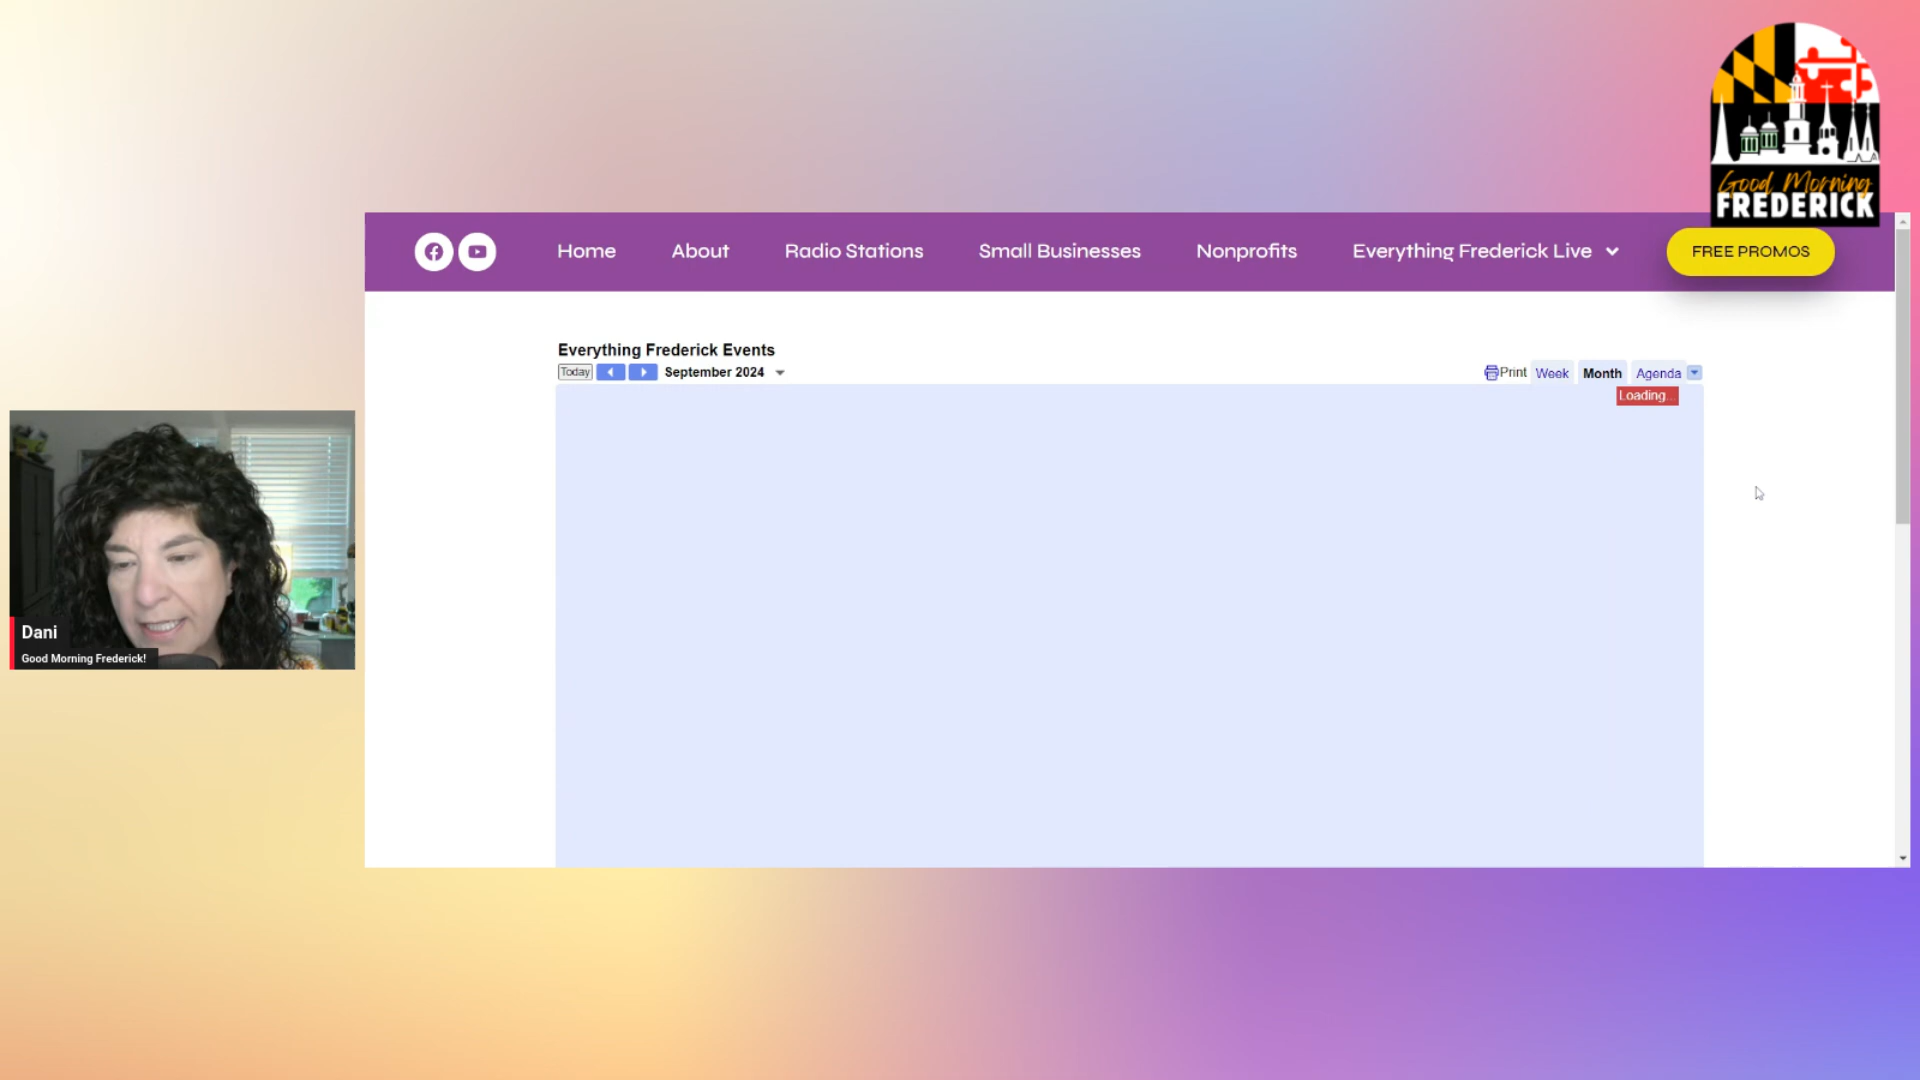 Good Morning
FREDERICK
Home About Radio Stations Small Businesses Nonprofits Everything Frederick Live FREE PROMOS
Everything Frederick Events
Today September 2024 Print Week Month Agenda
Loading...
Dani
Good Morning Frederick!